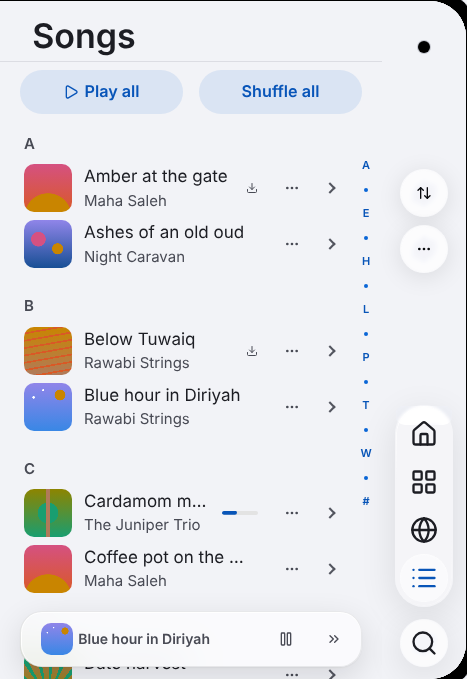 Songs
Play all
Shuffle all
A
Amber at the gate
Maha Saleh
Ashes of an old oud
Night Caravan
B
Below Tuwaiq
Rawabi Strings
Blue hour in Diriyah
Rawabi Strings
C
Cardamom m...
The Juniper Trio
Coffee pot on the ...
Maha Saleh
Blue hour in Diriyah
Date harvest
A
E
H
L
P
T
W
#